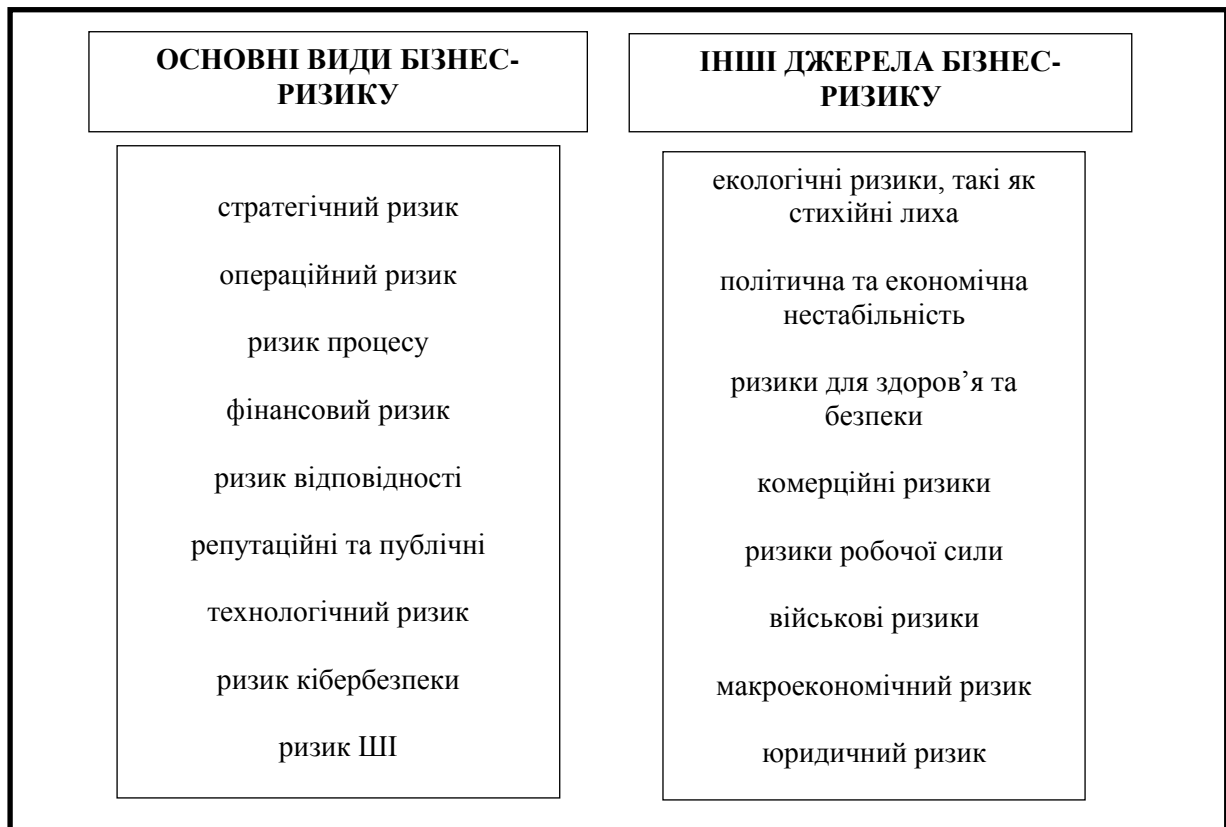 ОСНОВНІ ВИДИ БІЗНЕС-
РИЗИКУ
стратегічний ризик
операційний ризик
ризик процесу
фінансовий ризик
ризик відповідності
репутаційні та публічні
технологічний ризик
ризик кібербезпеки
ризик ШІ
ІНШІ ДЖЕРЕЛА БІЗНЕС-
РИЗИКУ
екологічні ризики, такі як
стихійні лиха
політична та економічна
нестабільність
ризики для здоров’я та
безпеки
комерційні ризики
ризики робочої сили
військові ризики
макроекономічний ризик
юридичний ризик